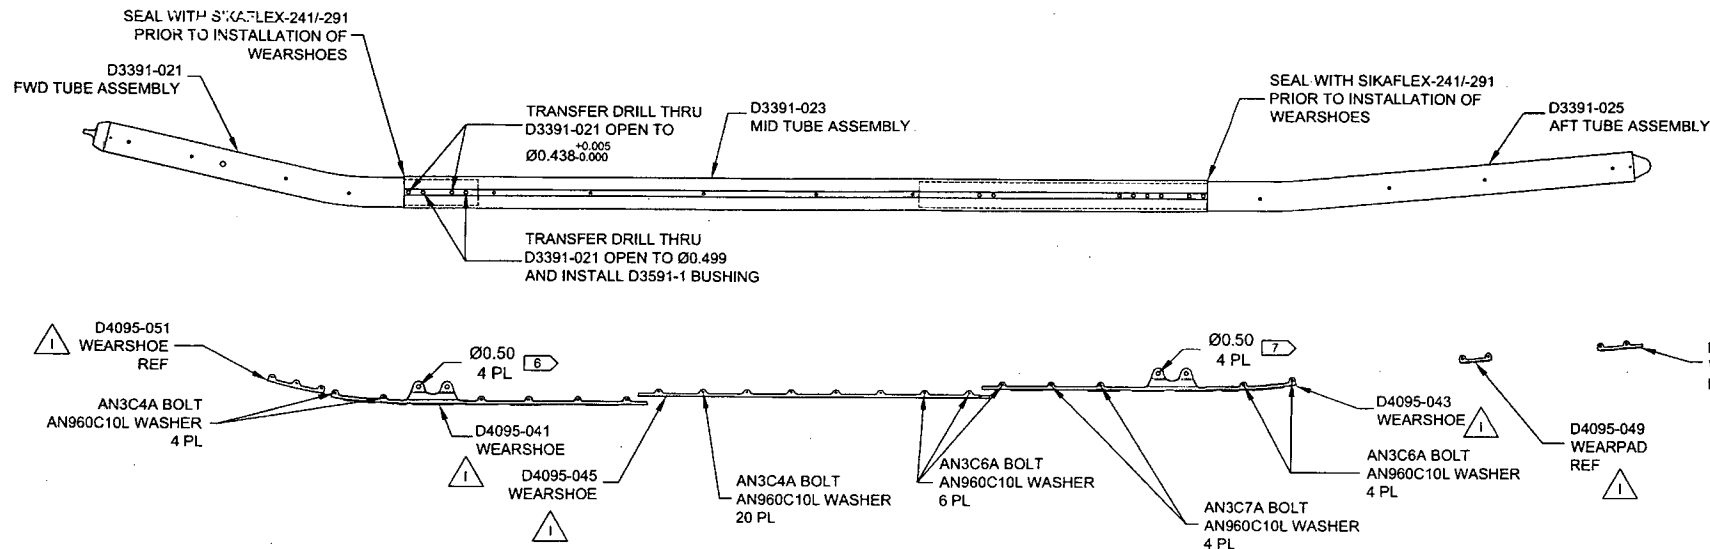 SEAL WITH SIKAFLEX-241/-291
PRIOR TO INSTALLATION OF
WEARSHOES
D3391-021
FWD TUBE ASSEMBLY
TRANSFER DRILL THRU
D3391-021 OPEN TO
Ø0.438+0.005-0.000
D3391-023
MID TUBE ASSEMBLY
SEAL WITH SIKAFLEX-241/-291
PRIOR TO INSTALLATION OF
WEARSHOES
D3391-025
AFT TUBE ASSEMBLY
TRANSFER DRILL THRU
D3391-021 OPEN TO Ø0.499
AND INSTALL D3591-1 BUSHING
D4095-051
WEARSHOE
REF
1
Ø0.50
4 PL
6
AN3C4A BOLT
AN960C10L WASHER
4 PL
D4095-041
WEARSHOE
1
D4095-045
WEARSHOE
1
AN3C4A BOLT
AN960C10L WASHER
20 PL
AN3C6A BOLT
AN960C10L WASHER
6 PL
Ø0.50
4 PL
7
AN3C7A BOLT
AN960C10L WASHER
4 PL
D4095-043
WEARSHOE
1
AN3C6A BOLT
AN960C10L WASHER
4 PL
D4095-049
WEARPAD
REF
1